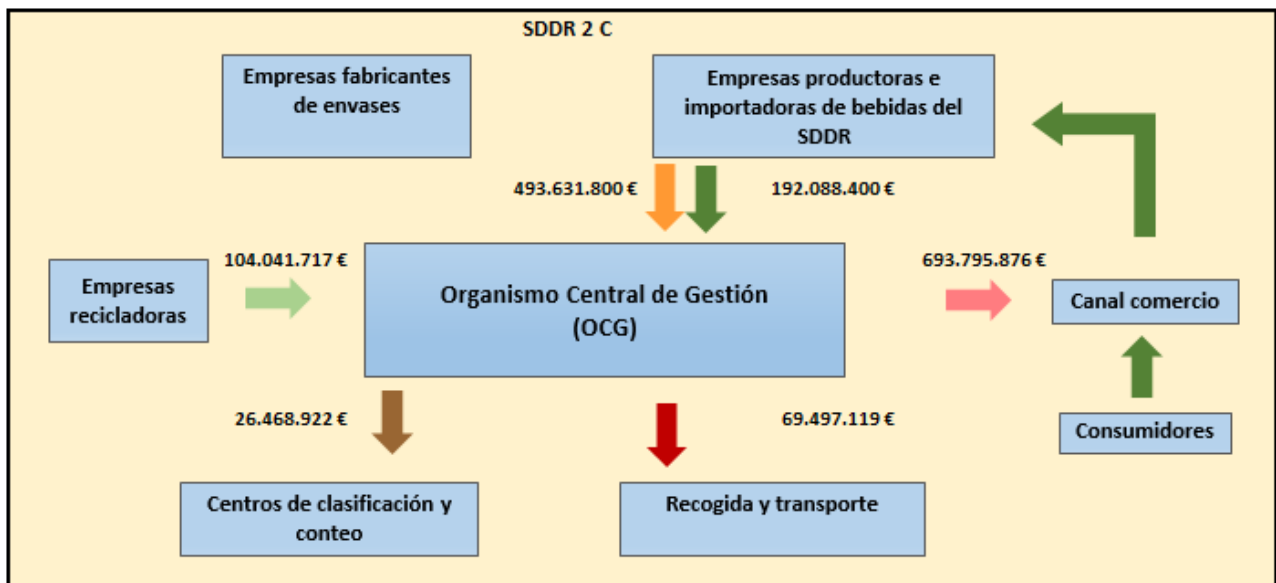 SDDR 2 C
Empresas fabricantes
de envases
Empresas productoras e
importadoras de bebidas del
SDDR
493.631.800 €
192.088.400 €
104.041.717 €
693.795.876 €
Empresas
recicladoras
Organismo Central de Gestión
(OCG)
Canal comercio
26.468.922 €
69.497.119 €
Consumidores
Centros de clasificación y
conteo
Recogida y transporte